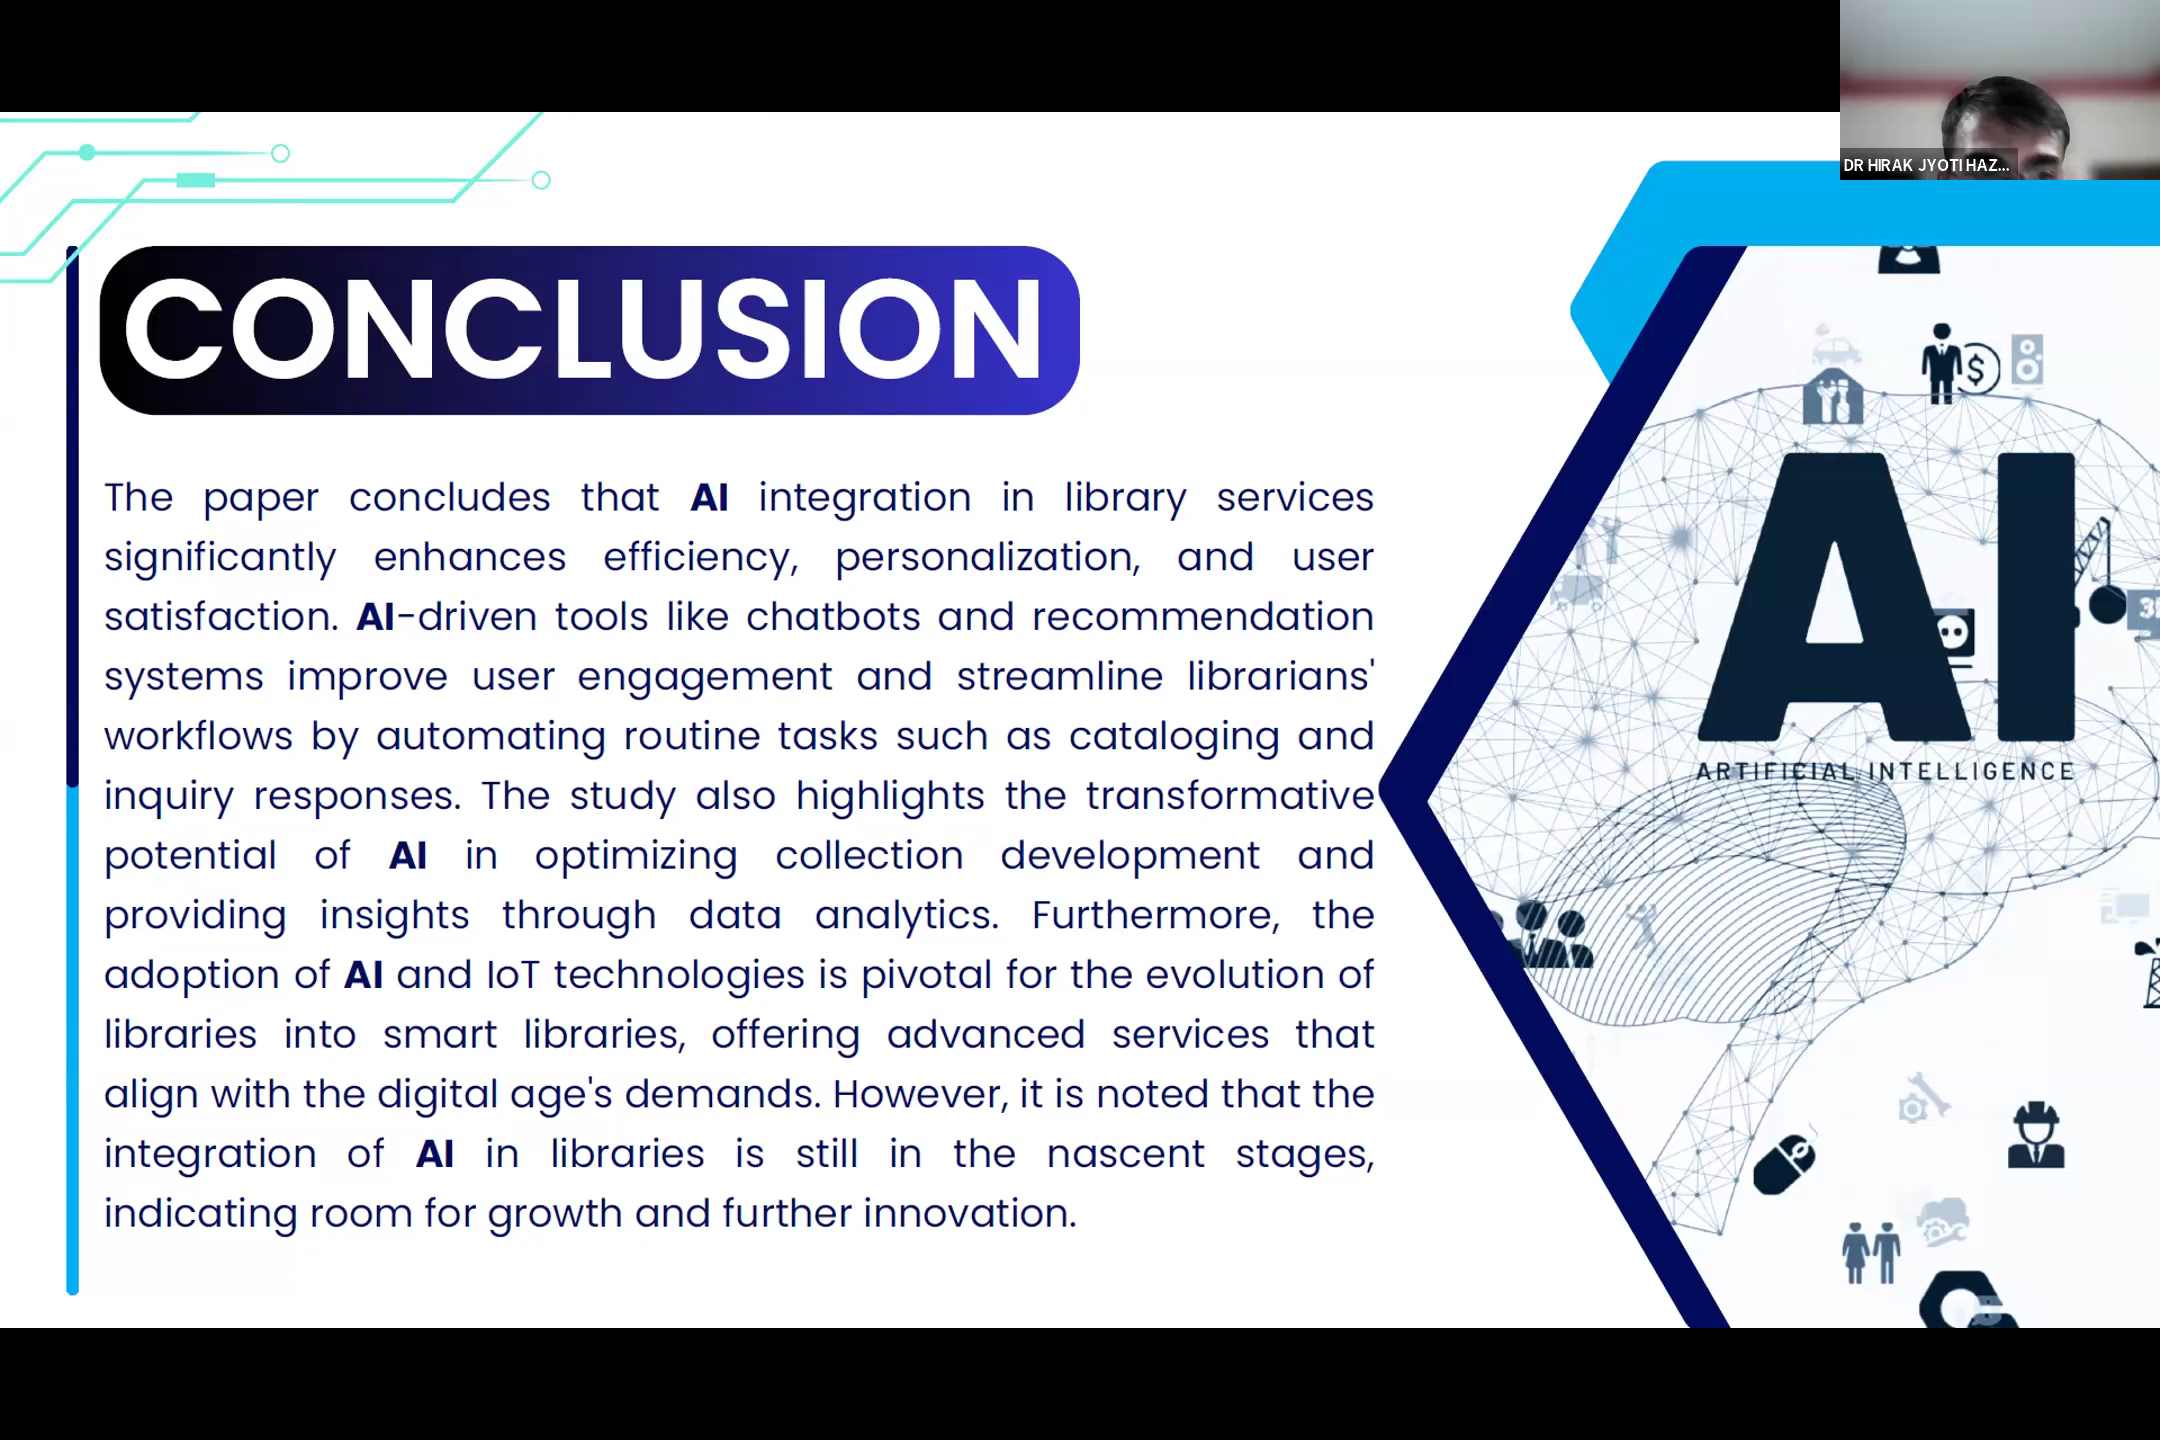 DR HIRAK JYOTI HAZ...
CONCLUSION
The paper concludes that AI integration in library services
significantly enhances efficiency, personalization, and user
satisfaction. AI-driven tools like chatbots and recommendation
systems improve user engagement and streamline librarians'
workflows by automating routine tasks such as cataloging and
inquiry responses. The study also highlights the transformative
potential of AI in optimizing collection development and
providing insights through data analytics. Furthermore, the
adoption of AI and IoT technologies is pivotal for the evolution of
libraries into smart libraries, offering advanced services that
align with the digital age's demands. However, it is noted that the
integration of AI in libraries is still in the nascent stages,
indicating room for growth and further innovation.
$
AI
ARTIFICIAL INTELLIGENCE